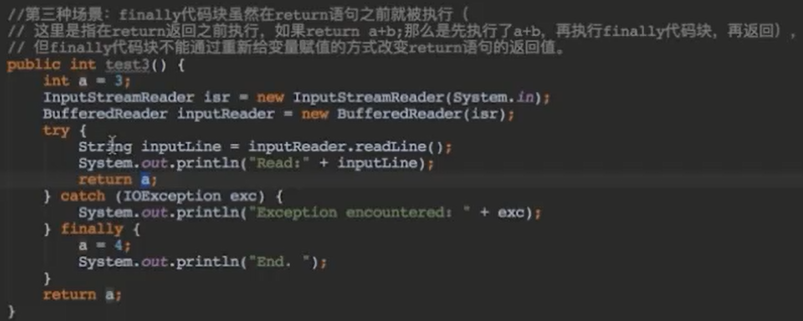 //第三种场景: finally代码块虽然在return语句之前就被执行(
// 这里是指在return返回之前执行，如果return a+b;那么是先执行了a+b，再执行finally代码块，再返回)，
// 但finally代码块不能通过重新给变量赋值的方式改变return语句的返回值。
public int test3() {
    int a = 3;
    InputStreamReader isr = new InputStreamReader(System.in);
    BufferedReader inputReader = new BufferedReader(isr);
    try {
        String inputLine = inputReader.readLine();
        System.out.println("Read:" + inputLine);
        return a;
    } catch (IOException exc) {
        System.out.println("Exception encountered: " + exc);
    } finally {
        a = 4;
        System.out.println("End. ");
    }
    return a;
}